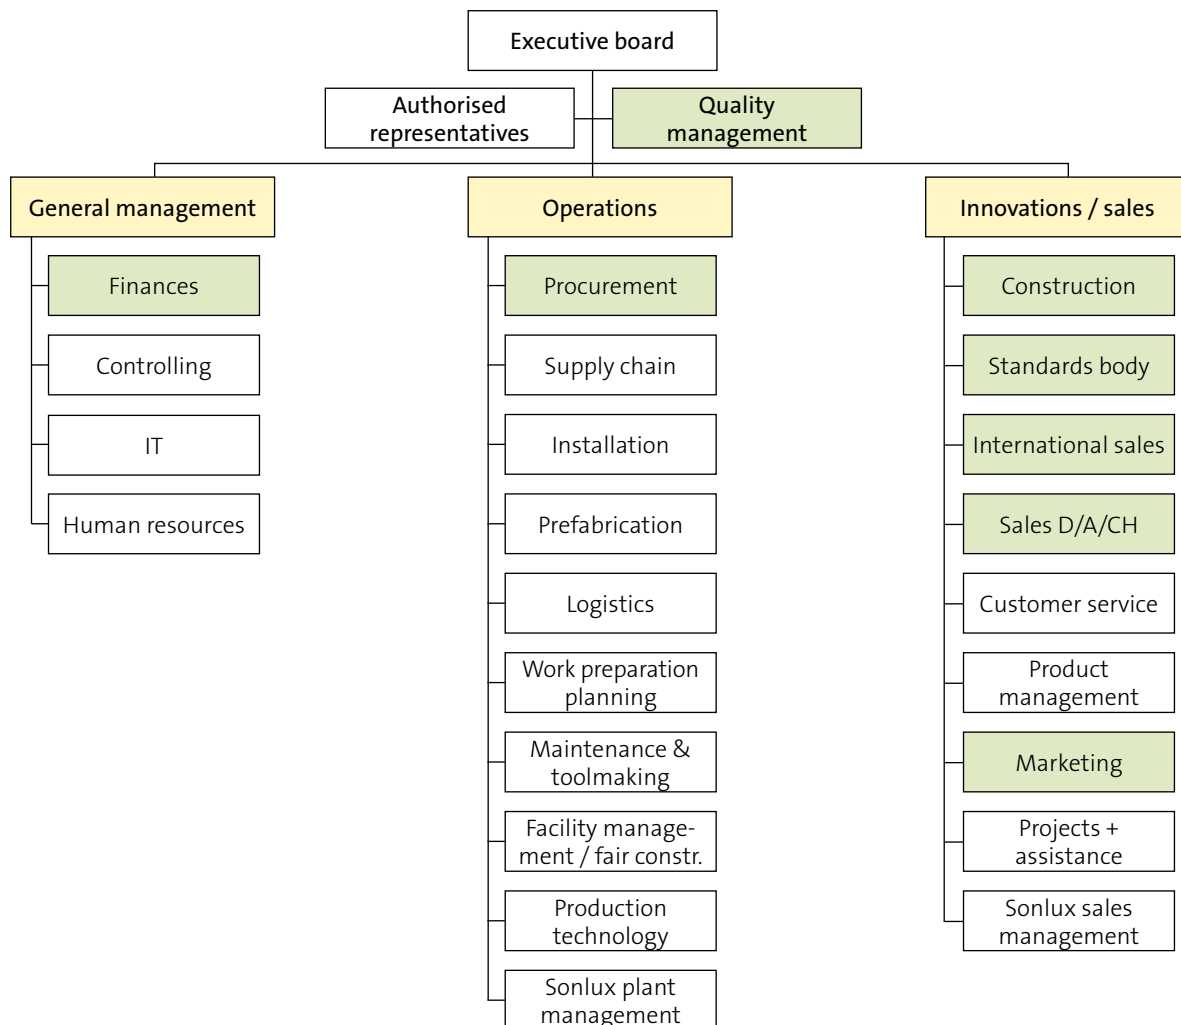 Executive board
Authorised
representatives
Quality
management
General management
Finances
Controlling
IT
Human resources
Operations
Procurement
Supply chain
Installation
Prefabrication
Logistics
Work preparation
planning
Maintenance &
toolmaking
Facility manage-
ment / fair constr.
Production
technology
Sonlux plant
management
Innovations / sales
Construction
Standards body
International sales
Sales D/A/CH
Customer service
Product
management
Marketing
Projects +
assistance
Sonlux sales
management